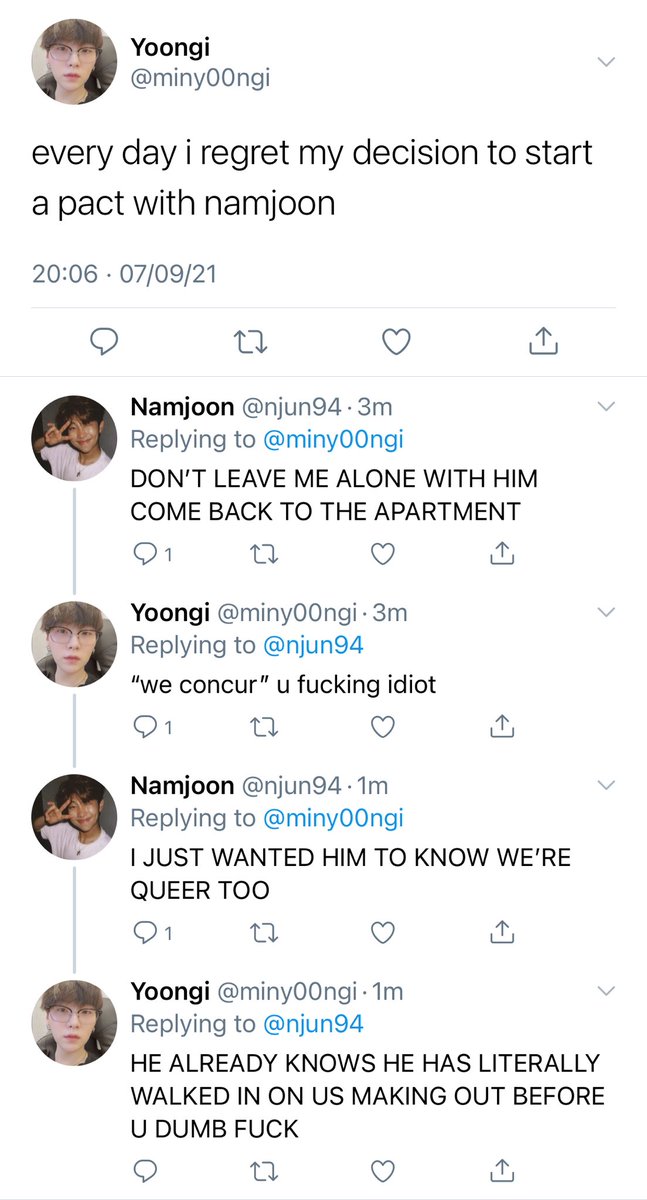 Yoongi
@miny00ngi
every day i regret my decision to start
a pact with namjoon
20:06 · 07/09/21
Namjoon @njun94 · 3m
Replying to @miny00ngi
DON’T LEAVE ME ALONE WITH HIM
COME BACK TO THE APARTMENT
1
Yoongi @miny00ngi · 3m
Replying to @njun94
“we concur” u fucking idiot
1
Namjoon @njun94 · 1m
Replying to @miny00ngi
I JUST WANTED HIM TO KNOW WE’RE
QUEER TOO
1
Yoongi @miny00ngi · 1m
Replying to @njun94
HE ALREADY KNOWS HE HAS LITERALLY
WALKED IN ON US MAKING OUT BEFORE
U DUMB FUCK